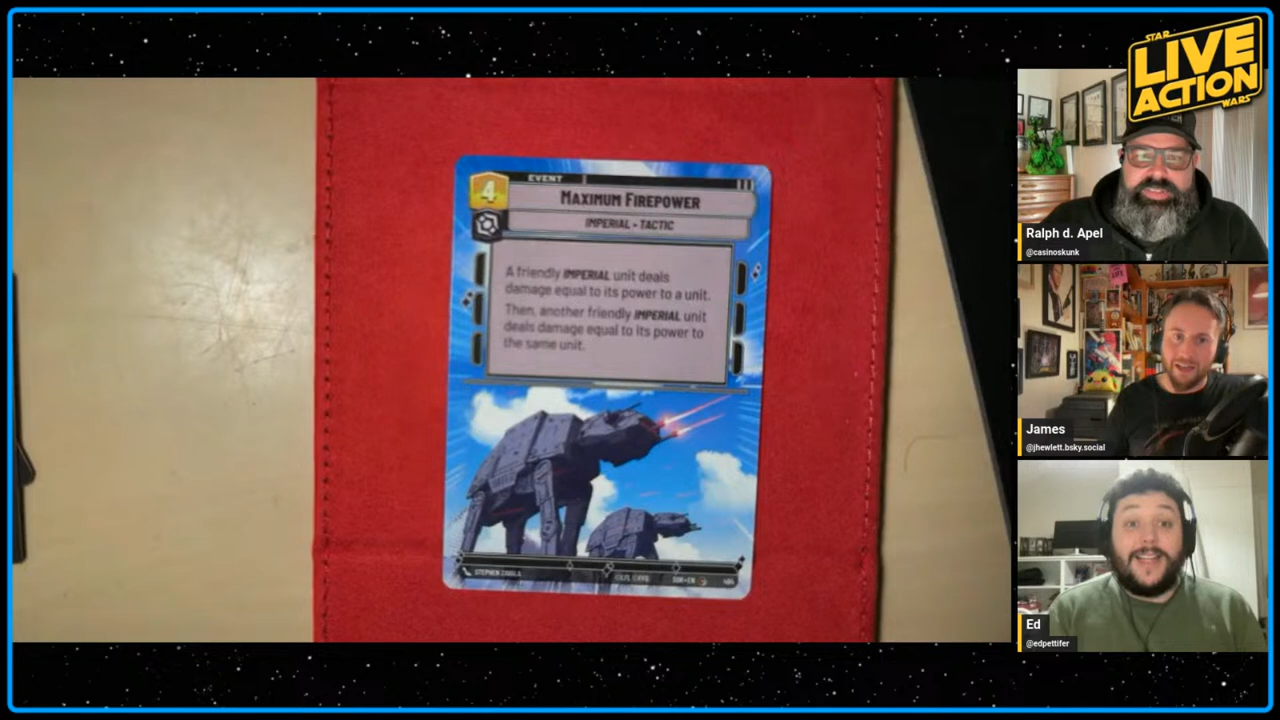 STAR
LIVE
ACTION
WARS
4
EVENT
MAXIMUM FIREPOWER
IMPERIAL • TACTIC
A friendly IMPERIAL unit deals
damage equal to its power to a unit.
Then, another friendly IMPERIAL unit
deals damage equal to its power to
the same unit.
STEPHEN ZAVALA
Ralph d. Apel
@casinoskunk
James
@jhewlett.bsky.social
Ed
@edpettifer